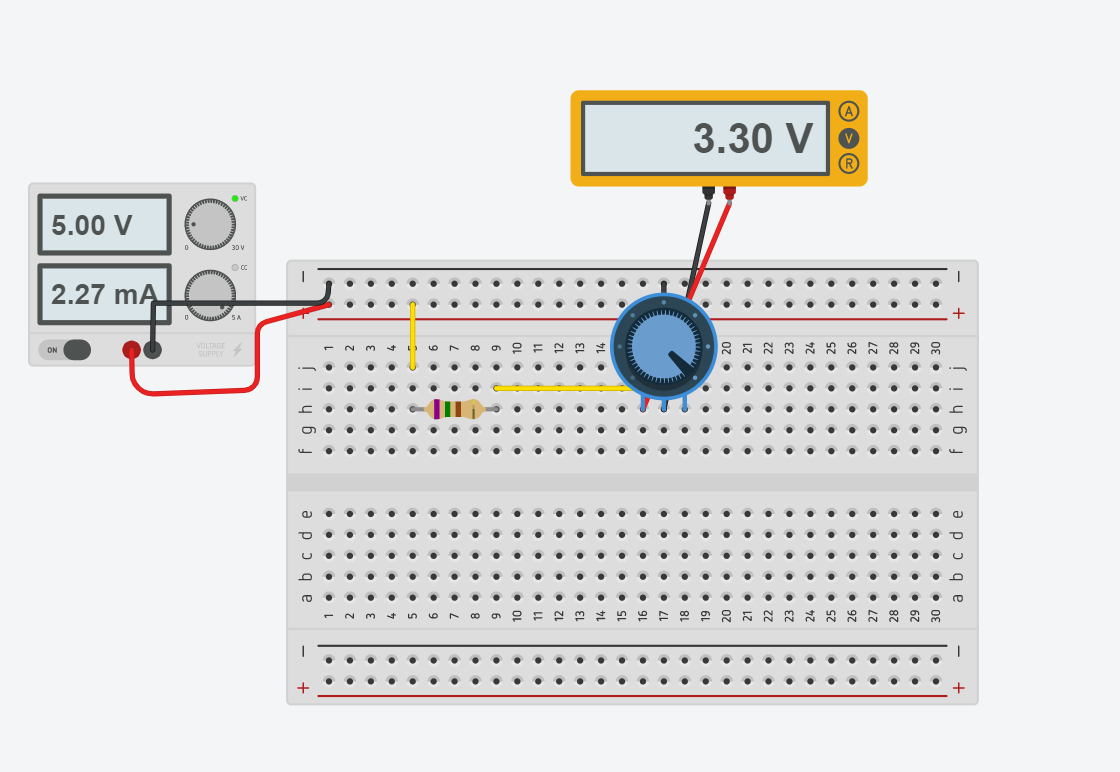 3.30 V
A
V
R
5.00 V
VC
0 30 V
2.27 mA
CC
0 5 A
ON
VOLTAGE
SUPPLY
− −
+ +
1 2 3 4 5 6 7 8 9 10 11 12 13 14 20 21 22 23 24 25 26 27 28 29 30
j j
i i
h h
g g
f f
e e
d d
c c
b b
a a
1 2 3 4 5 6 7 8 9 10 11 12 13 14 15 16 17 18 19 20 21 22 23 24 25 26 27 28 29 30
− −
+ +